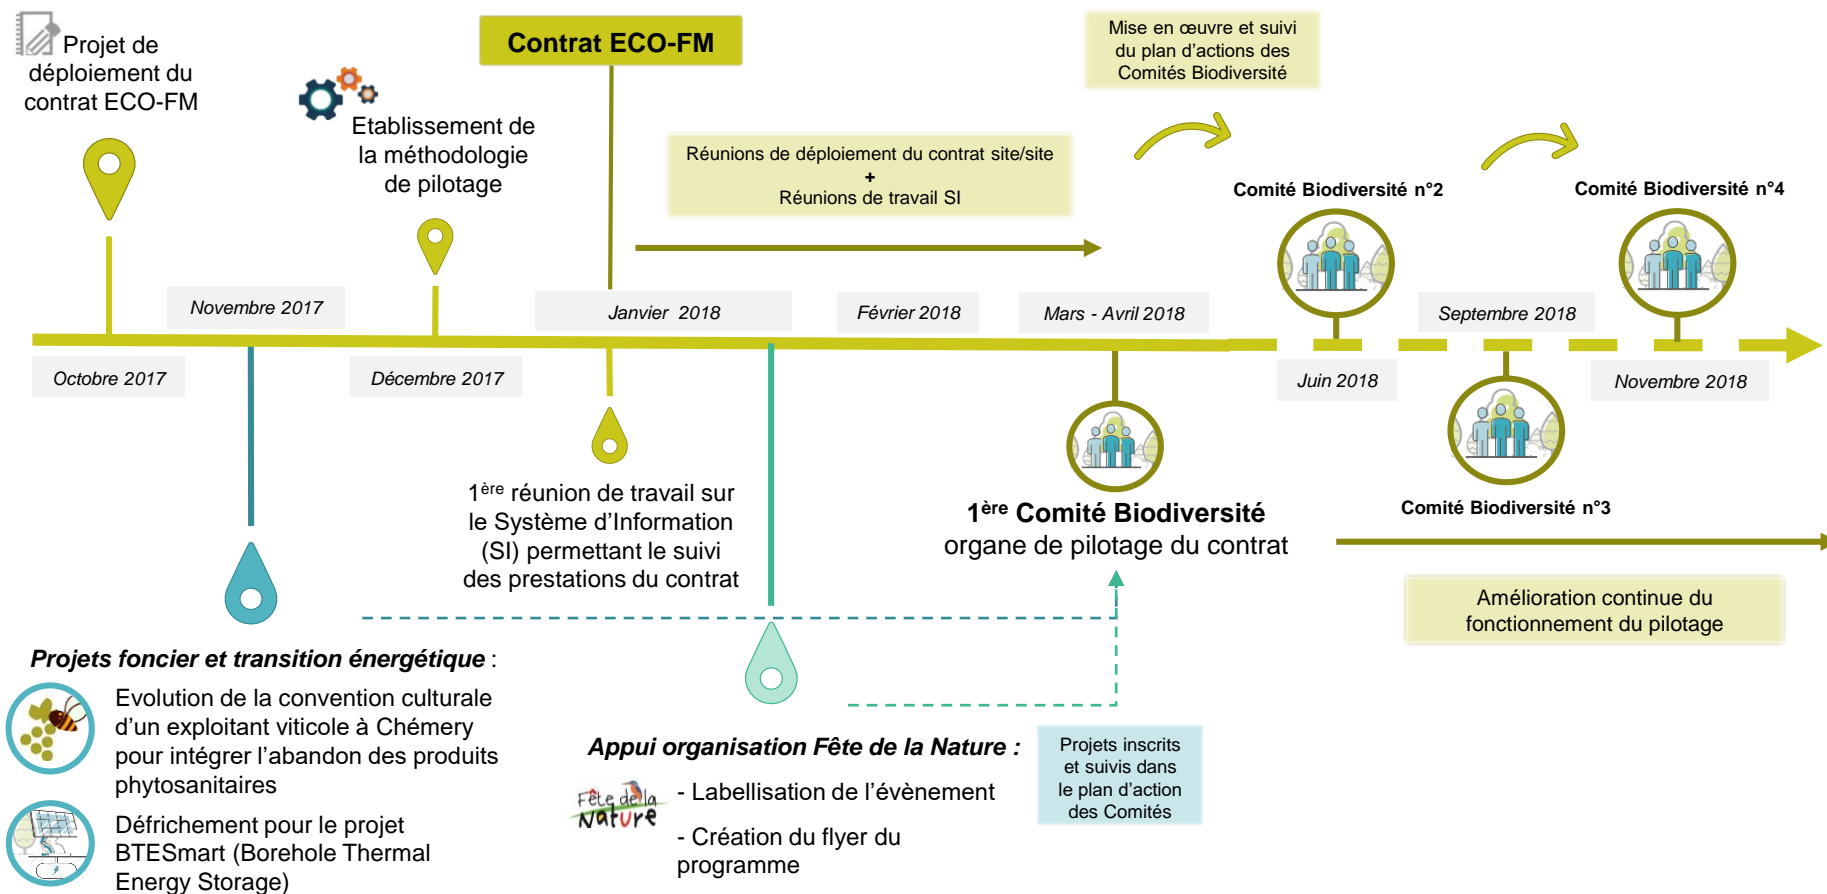 Projet de
déploiement du
contrat ECO-FM
Etablissement de
la méthodologie
de pilotage
Contrat ECO-FM
Réunions de déploiement du contrat site/site
+
Réunions de travail SI
Mise en œuvre et suivi
du plan d'actions des
Comités Biodiversité
Comité Biodiversité n°2
Comité Biodiversité n°4
Novembre 2017
Janvier 2018
Février 2018
Mars - Avril 2018
Septembre 2018
Octobre 2017
Décembre 2017
Juin 2018
Novembre 2018
1ère réunion de travail sur
le Système d'Information
(SI) permettant le suivi
des prestations du contrat
1ère Comité Biodiversité
organe de pilotage du contrat
Comité Biodiversité n°3
Amélioration continue du
fonctionnement du pilotage
Projets foncier et transition énergétique :
Evolution de la convention culturale
d'un exploitant viticole à Chémery
pour intégrer l'abandon des produits
phytosanitaires
Défrichement pour le projet
BTESmart (Borehole Thermal
Energy Storage)
Appui organisation Fête de la Nature :
Fête de la
Nature
- Labellisation de l'évènement
- Création du flyer du
programme
Projets inscrits
et suivis dans
le plan d'action
des Comités